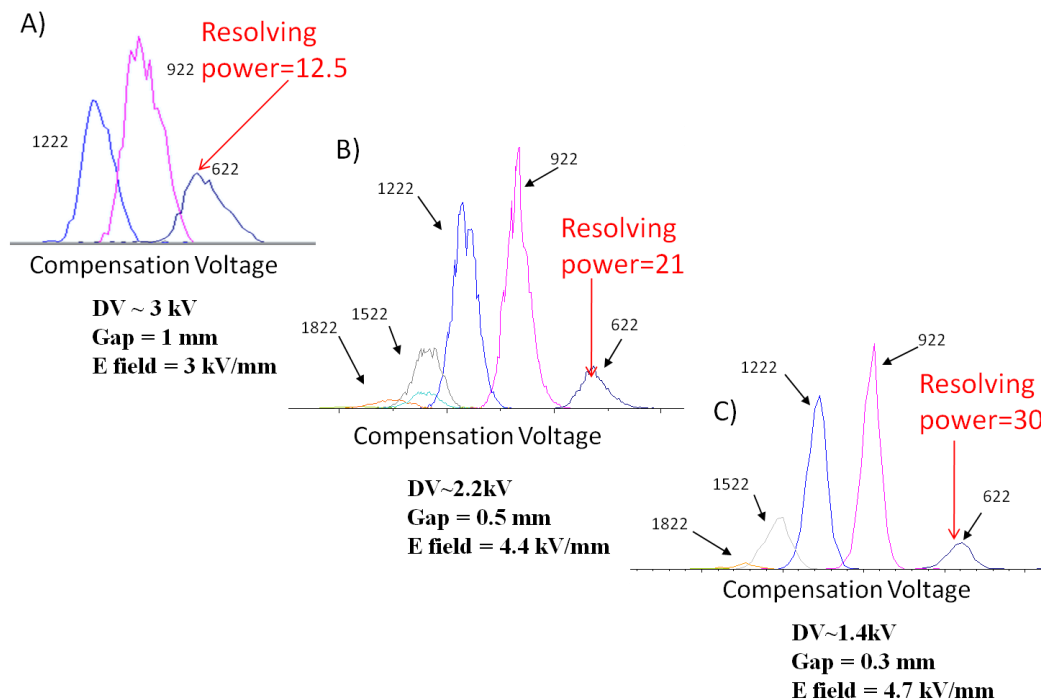 A)
Resolving
power=12.5
922
1222
622
Compensation Voltage
DV ~ 3 kV
Gap = 1 mm
E field = 3 kV/mm
B)
1222
922
Resolving
power=21
1522
1822
622
Compensation Voltage
DV~2.2kV
Gap = 0.5 mm
E field = 4.4 kV/mm
C)
922
1222
Resolving
power=30
1522
622
1822
Compensation Voltage
DV~1.4kV
Gap = 0.3 mm
E field = 4.7 kV/mm